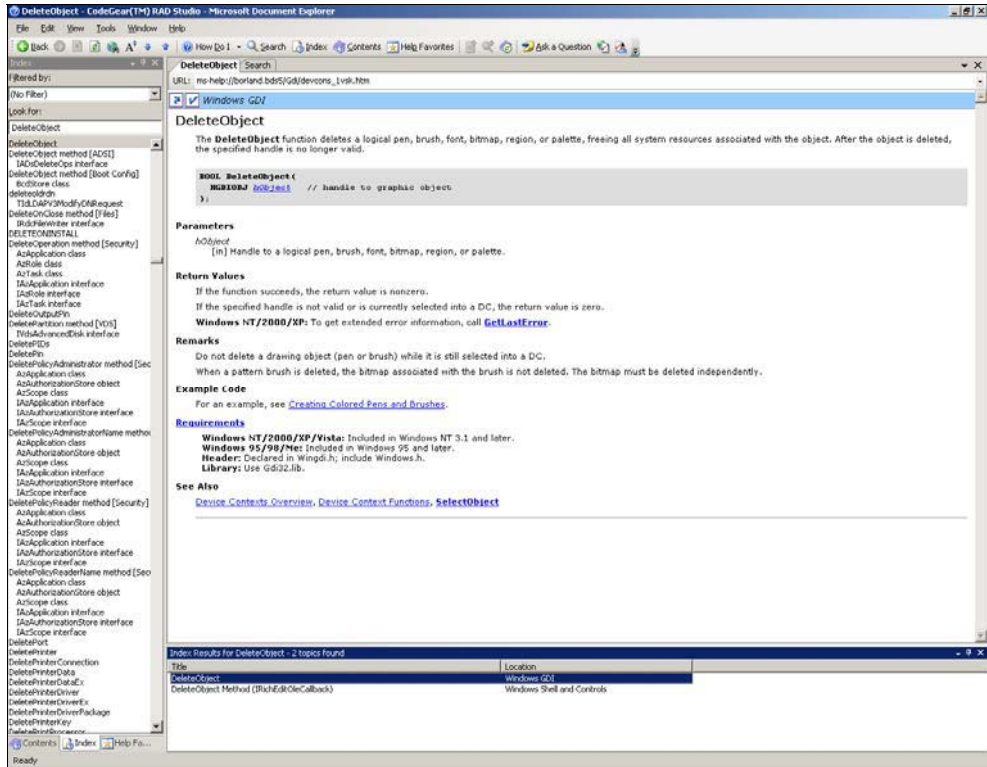 DeleteObject - CodeGear(TM) RAD Studio - Microsoft Document Explorer
File Edit View Tools Window Help
Back How Do I Search Index Contents Help Favorites Ask a Question
Index
Filtered by:
(No Filter)
Look for:
DeleteObject
DeleteObject
DeleteObject method [ADSI]
IADsDeleteOps interface
DeleteObject method [Boot Config]
BcdStore class
deleteoldrdn
TIdLDAPV3ModifyDNRequest
DeleteOnClose method [Files]
IRdcFileWriter interface
DELETEONINSTALL
DeleteOperation method [Security]
AzApplication class
AzRole class
AzTask class
IAzApplication interface
IAzRole interface
IAzTask interface
DeleteOutputPin
DeletePartition method [VDS]
IVdsAdvancedDisk interface
DeletePIDs
DeletePin
DeletePolicyAdministrator method [Sec
AzApplication class
AzAuthorizationStore object
AzScope class
IAzApplication interface
IAzAuthorizationStore interface
IAzScope interface
DeletePolicyAdministratorName method
AzApplication class
AzAuthorizationStore object
AzScope class
IAzApplication interface
IAzAuthorizationStore interface
IAzScope interface
DeletePolicyReader method [Security]
AzApplication class
AzAuthorizationStore object
AzScope class
IAzApplication interface
IAzAuthorizationStore interface
IAzScope interface
DeletePolicyReaderName method [Sec
AzApplication class
AzAuthorizationStore object
AzScope class
IAzApplication interface
IAzAuthorizationStore interface
IAzScope interface
DeletePort
DeletePrinter
DeletePrinterConnection
DeletePrinterData
DeletePrinterDataEx
DeletePrinterDriver
DeletePrinterDriverEx
DeletePrinterDriverPackage
DeletePrinterKey
DeletePrintProcessor
Contents Index Help Fa...
DeleteObject Search
URL: ms-help://borland.bds5/Gdi/devcons_1vsk.htm
Windows GDI
DeleteObject
The DeleteObject function deletes a logical pen, brush, font, bitmap, region, or palette, freeing all system resources associated with the object. After the object is deleted,
the specified handle is no longer valid.
BOOL DeleteObject(
HGDIOBJ hObject // handle to graphic object
);
Parameters
hObject
[in] Handle to a logical pen, brush, font, bitmap, region, or palette.
Return Values
If the function succeeds, the return value is nonzero.
If the specified handle is not valid or is currently selected into a DC, the return value is zero.
Windows NT/2000/XP: To get extended error information, call GetLastError.
Remarks
Do not delete a drawing object (pen or brush) while it is still selected into a DC.
When a pattern brush is deleted, the bitmap associated with the brush is not deleted. The bitmap must be deleted independently.
Example Code
For an example, see Creating Colored Pens and Brushes.
Requirements
Windows NT/2000/XP/Vista: Included in Windows NT 3.1 and later.
Windows 95/98/Me: Included in Windows 95 and later.
Header: Declared in Wingdi.h; include Windows.h.
Library: Use Gdi32.lib.
See Also
Device Contexts Overview, Device Context Functions, SelectObject
Index Results for DeleteObject - 2 topics found
Title Location
DeleteObject Windows GDI
DeleteObject Method (IRichEditOleCallback) Windows Shell and Controls
Ready